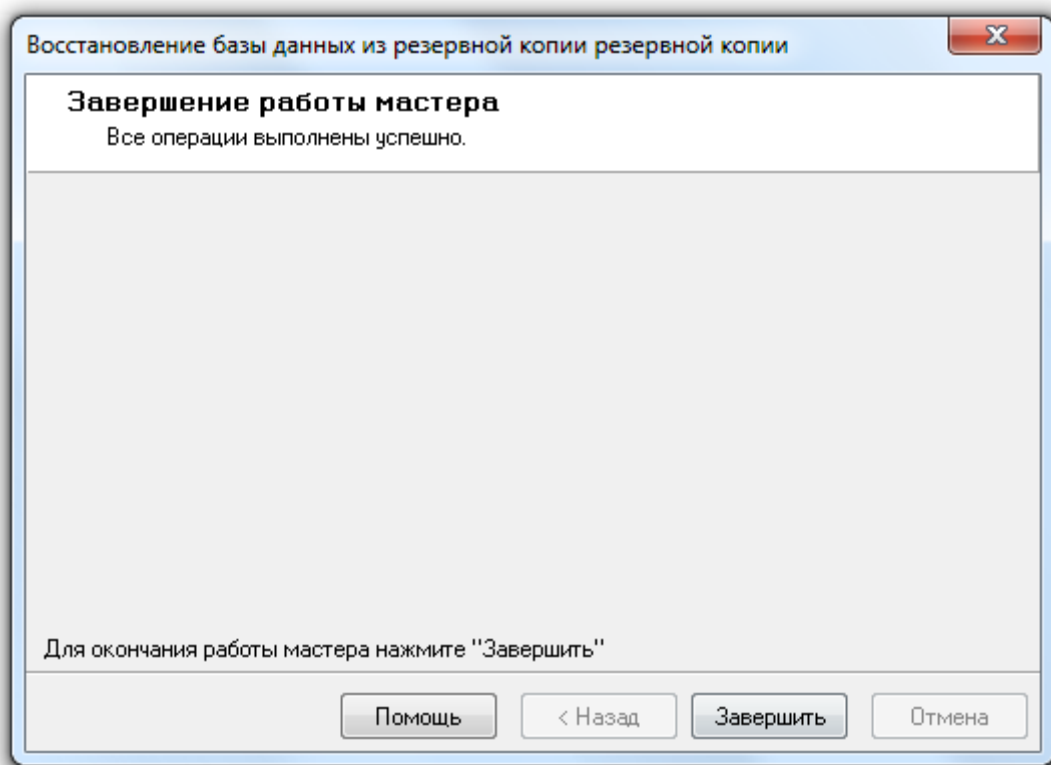 Восстановление базы данных из резервной копии резервной копии
Завершение работы мастера
Все операции выполнены успешно.
Для окончания работы мастера нажмите "Завершить"
Помощь
< Назад
Завершить
Отмена